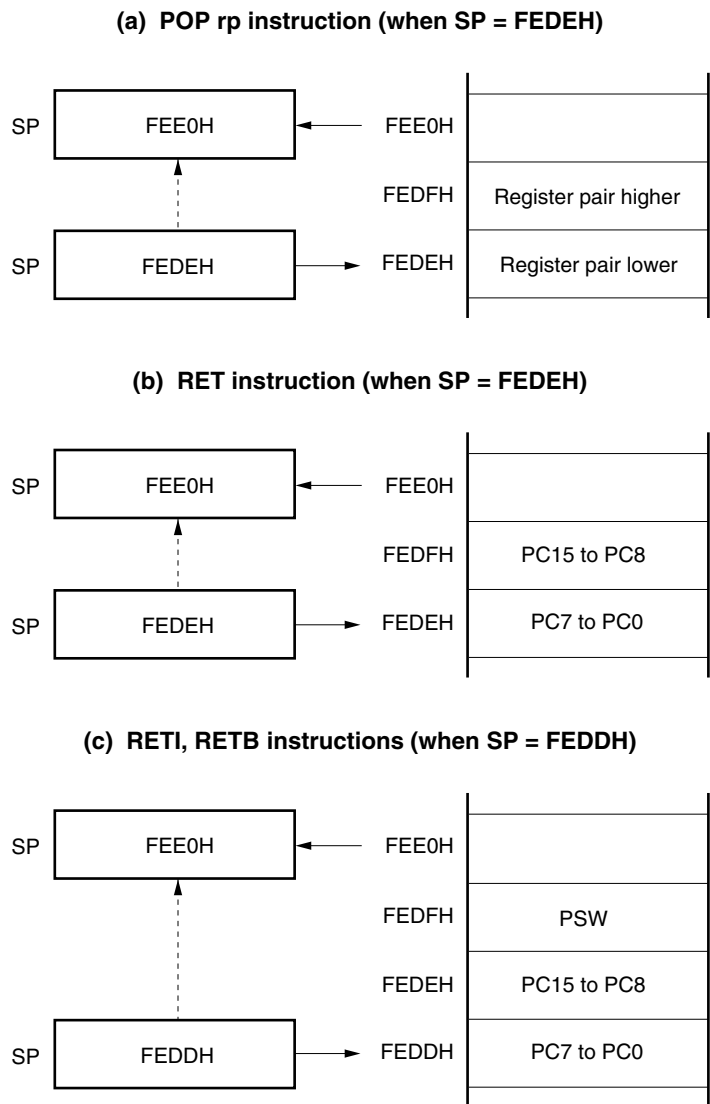 (a) POP rp instruction (when SP = FEDEH)
SP FEE0H FEE0H
FEDFH Register pair higher
SP FEDEH FEDEH Register pair lower
(b) RET instruction (when SP = FEDEH)
SP FEE0H FEE0H
FEDFH PC15 to PC8
SP FEDEH FEDEH PC7 to PC0
(c) RETI, RETB instructions (when SP = FEDDH)
SP FEE0H FEE0H
FEDFH PSW
FEDEH PC15 to PC8
SP FEDDH FEDDH PC7 to PC0